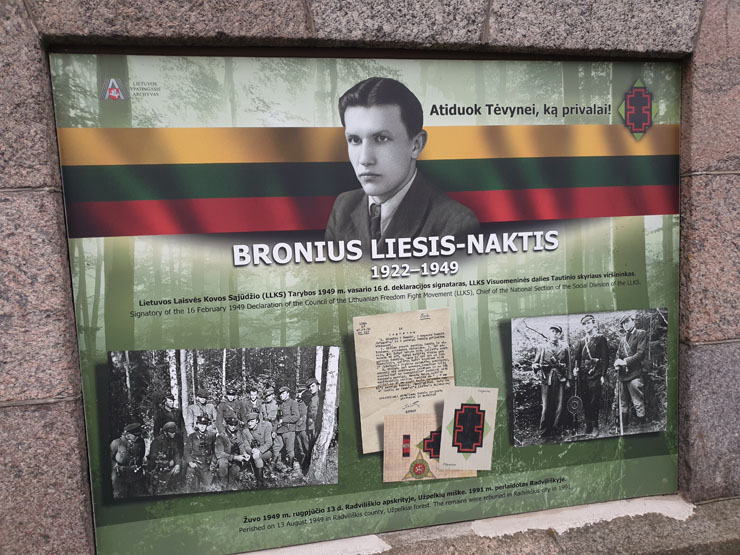 LIETUVOS
YPATINGASIS
ARCHYVAS
Atiduok Tėvynei, ką privalai!
BRONIUS LIESIS-NAKTIS
1922–1949
Lietuvos Laisvės Kovos Sąjūdžio (LLKS) Tarybos 1949 m. vasario 16 d. deklaracijos signataras, LLKS Visuomeninės dalies Tautinio skyriaus viršininkas.
Signatory of the 16 February 1949 Declaration of the Council of the Lithuanian Freedom Fight Movement (LLKS), Chief of the National Section of the Social Division of the LLKS.
Žuvo 1949 m. rugpjūčio 13 d. Radviliškio apskrityje, Užpelkių miške. 1991 m. perlaidotas Radviliškyje.
Perished on 13 August 1949 in Radviliškis county, Užpelkiai forest. The remains were reburied in Radviliškis city in 1991.